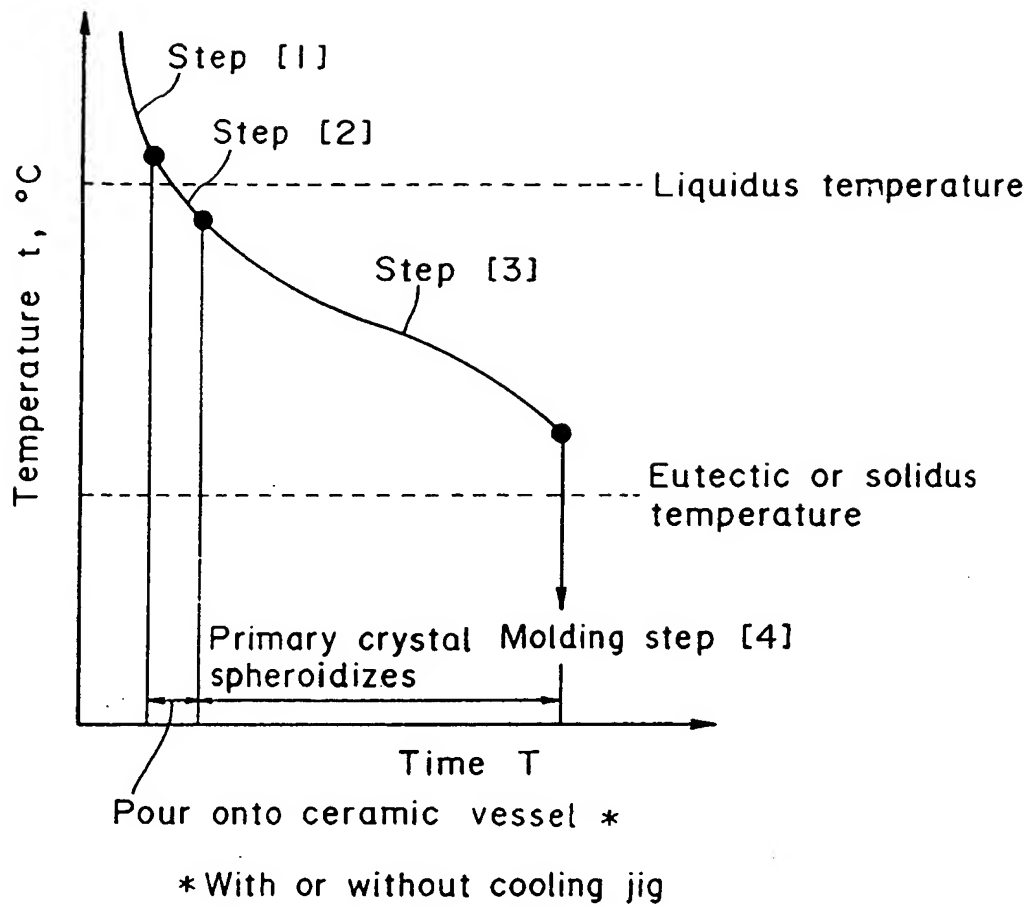 Step [1]
Step [2]
Liquidus temperature
Step [3]
Temperature t, °C
Eutectic or solidus
temperature
Primary crystal
spheroidizes
Molding step [4]
Time T
Pour onto ceramic vessel *
* With or without cooling jig